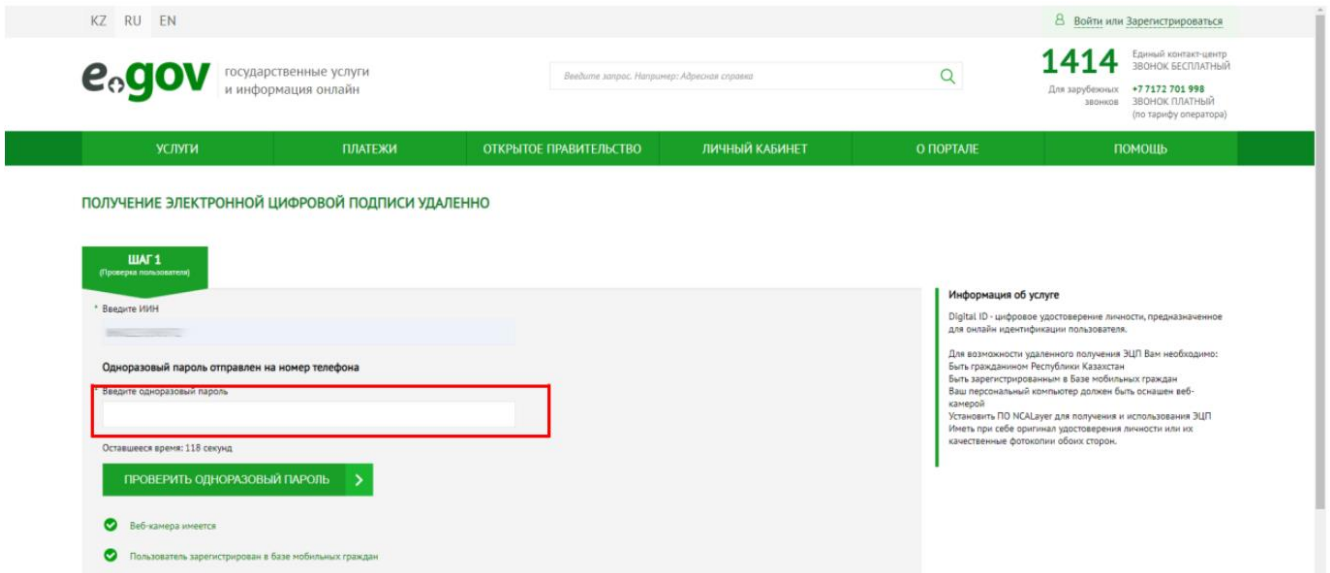 KZ RU EN
Войти или Зарегистрироваться
e.gov
государственные услуги
и информация онлайн
Введите запрос. Например: Адресная справка
1414
Единый контакт-центр
ЗВОНОК БЕСПЛАТНЫЙ
Для зарубежных
звонков
+7 7172 701 998
ЗВОНОК ПЛАТНЫЙ
(по тарифу оператора)
УСЛУГИ ПЛАТЕЖИ ОТКРЫТОЕ ПРАВИТЕЛЬСТВО ЛИЧНЫЙ КАБИНЕТ О ПОРТАЛЕ ПОМОЩЬ
ПОЛУЧЕНИЕ ЭЛЕКТРОННОЙ ЦИФРОВОЙ ПОДПИСИ УДАЛЕННО
ШАГ 1
(Проверка пользователя)
* Введите ИИН
Одноразовый пароль отправлен на номер телефона
* Введите одноразовый пароль
Оставшееся время: 118 секунд
ПРОВЕРИТЬ ОДНОРАЗОВЫЙ ПАРОЛЬ
Веб-камера имеется
Пользователь зарегистрирован в базе мобильных граждан
Информация об услуге
Digital ID - цифровое удостоверение личности, предназначенное
для онлайн идентификации пользователя.
Для возможности удаленного получения ЭЦП Вам необходимо:
Быть гражданином Республики Казахстан
Быть зарегистрированным в Базе мобильных граждан
Ваш персональный компьютер должен быть оснащен веб-
камерой
Установить ПО NCALayer для получения и использования ЭЦП
Иметь при себе оригинал удостоверения личности или их
качественные фотокопии обоих сторон.